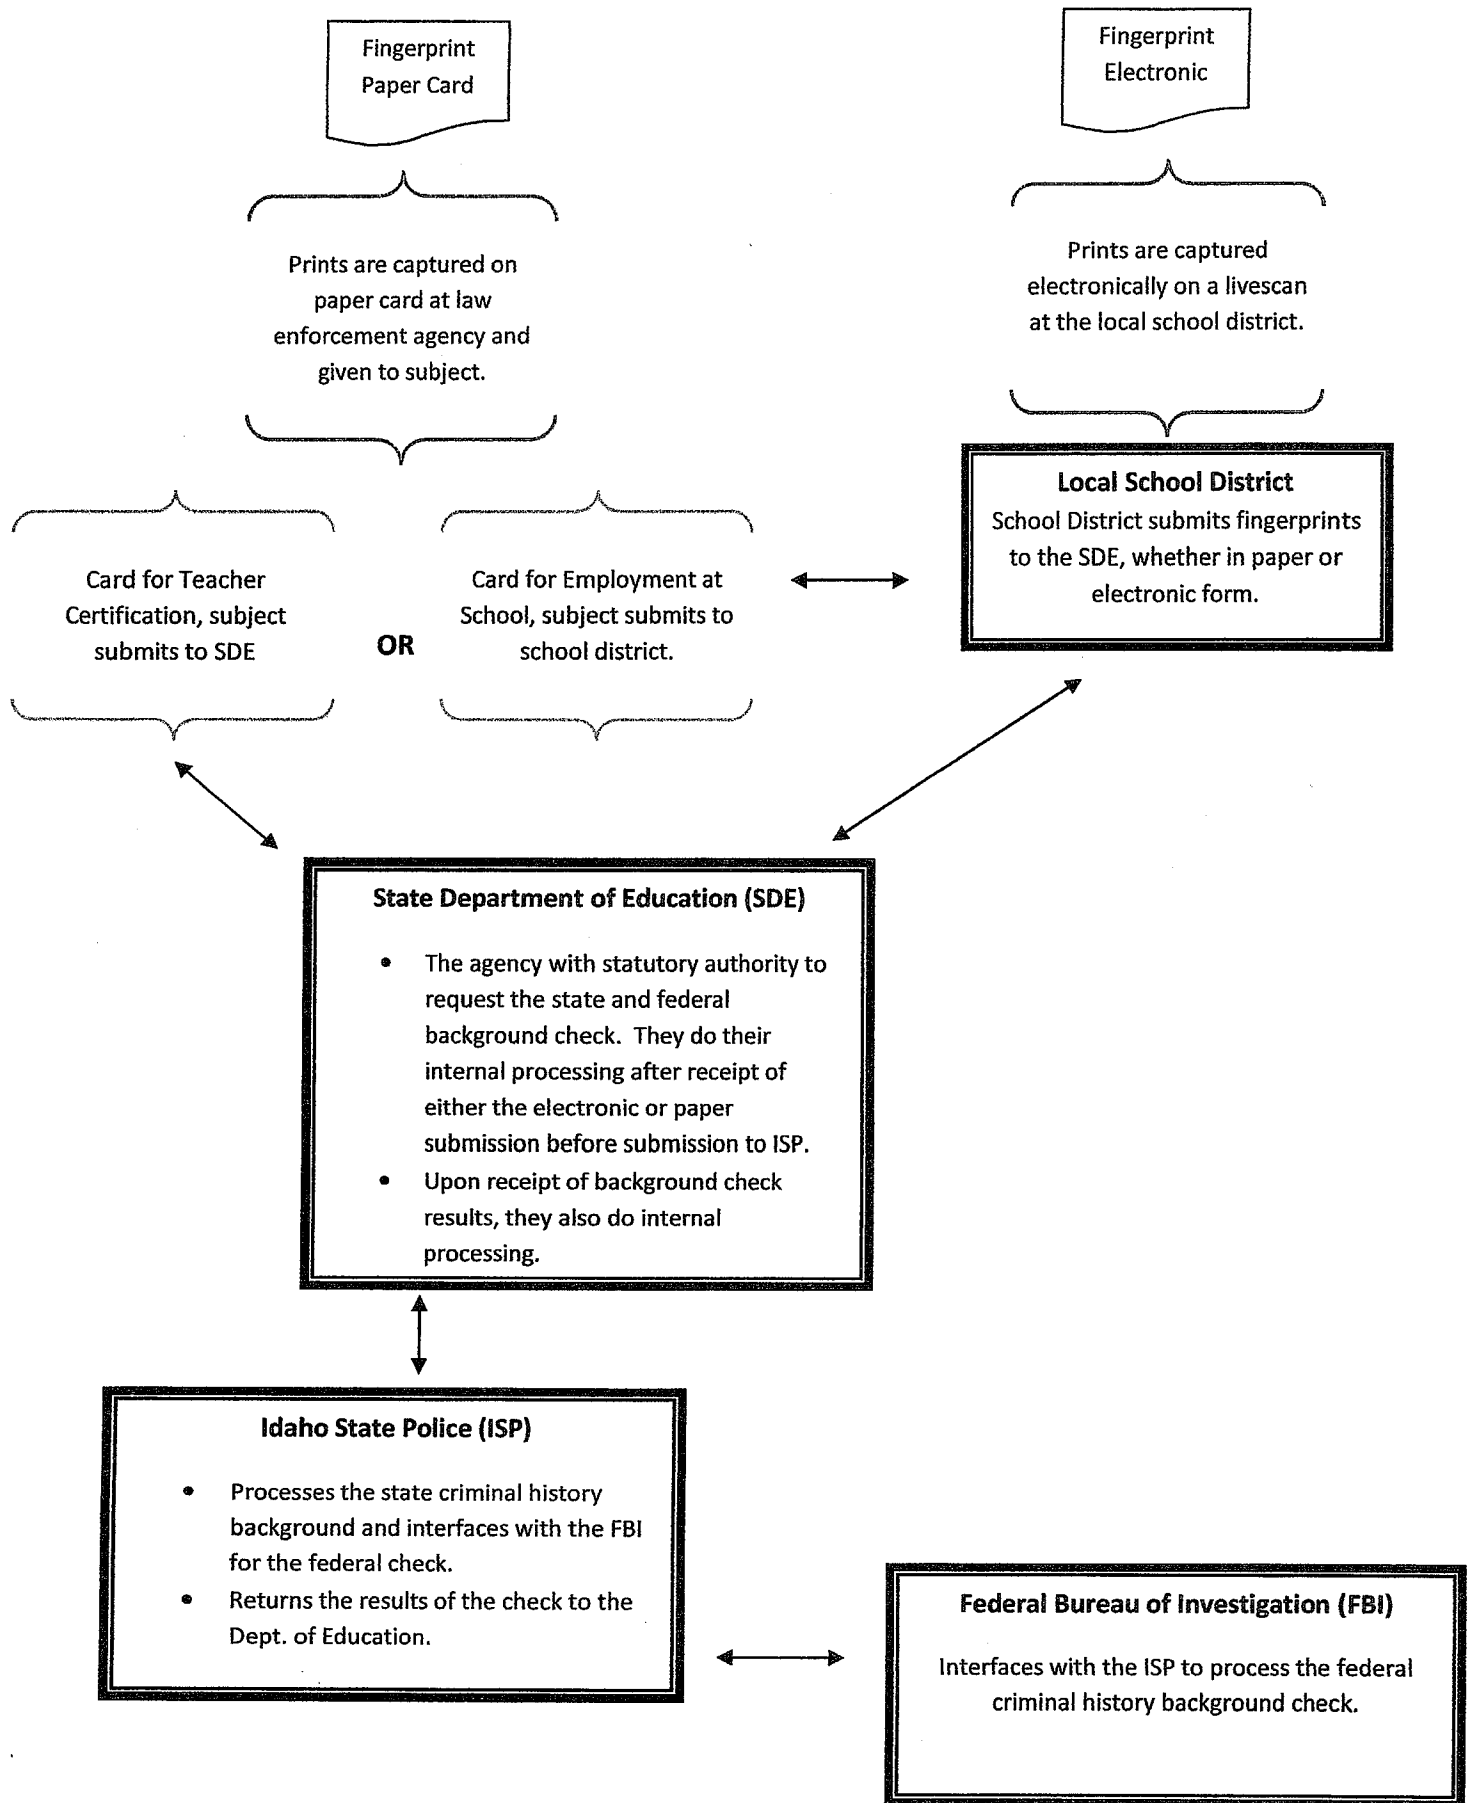 Fingerprint
Paper Card
Fingerprint
Electronic
Prints are captured on
paper card at law
enforcement agency and
given to subject.
Prints are captured
electronically on a livescan
at the local school district.
Card for Teacher
Certification, subject
submits to SDE
OR
Card for Employment at
School, subject submits to
school district.
Local School District
School District submits fingerprints
to the SDE, whether in paper or
electronic form.
State Department of Education (SDE)
• The agency with statutory authority to
request the state and federal
background check. They do their
internal processing after receipt of
either the electronic or paper
submission before submission to ISP.
• Upon receipt of background check
results, they also do internal
processing.
Idaho State Police (ISP)
• Processes the state criminal history
background and interfaces with the FBI
for the federal check.
• Returns the results of the check to the
Dept. of Education.
Federal Bureau of Investigation (FBI)
Interfaces with the ISP to process the federal
criminal history background check.